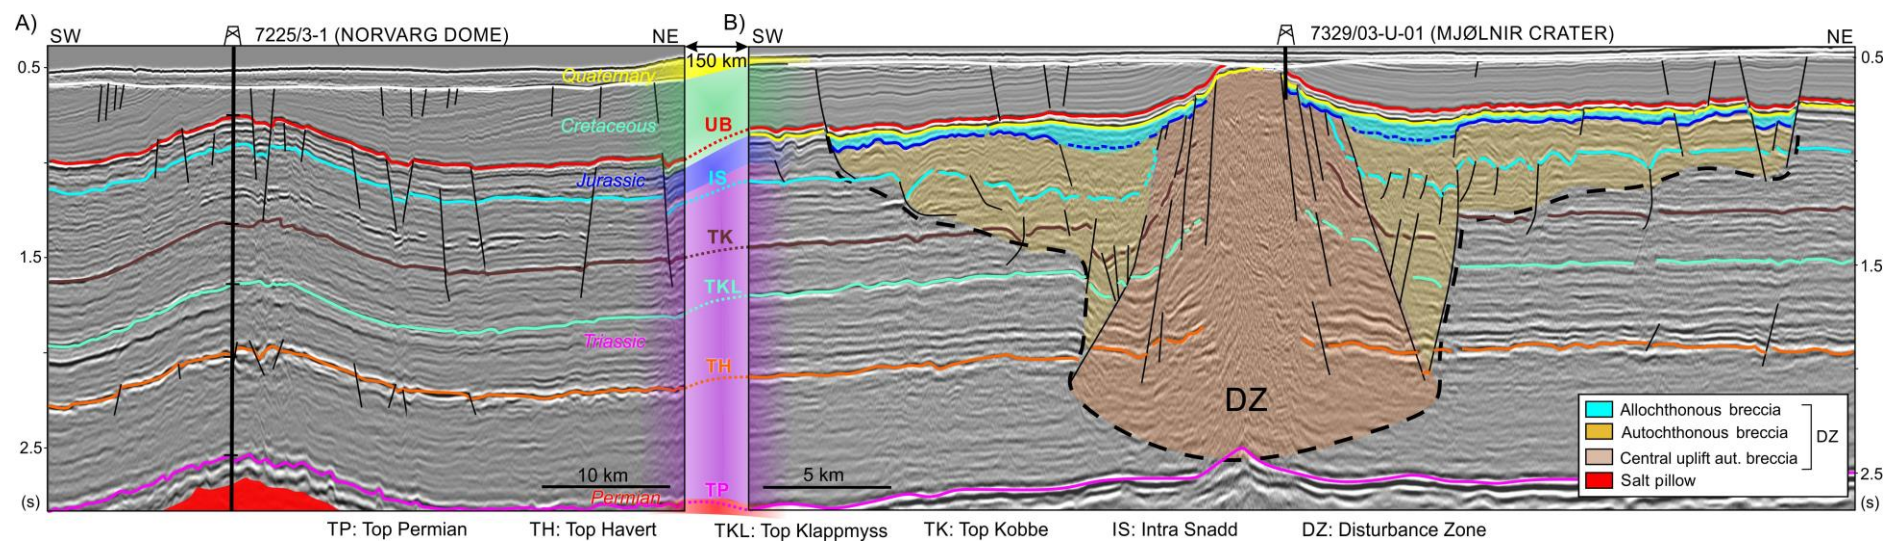 A)
SW
7225/3-1 (NORVARG DOME)
NE
B)
SW
7329/03-U-01 (MJØLNIR CRATER)
NE
150 km
0.5
1.5
2.5
(s)
Quaternary
Cretaceous
Jurassic
Triassic
Permian
UB
IS
TK
TKL
TH
TP
10 km
5 km
DZ
0.5
1.5
2.5
(s)
Allochthonous breccia
Autochthonous breccia
Central uplift aut. breccia
Salt pillow
DZ
TP: Top Permian
TH: Top Havert
TKL: Top Klappmyss
TK: Top Kobbe
IS: Intra Snadd
DZ: Disturbance Zone